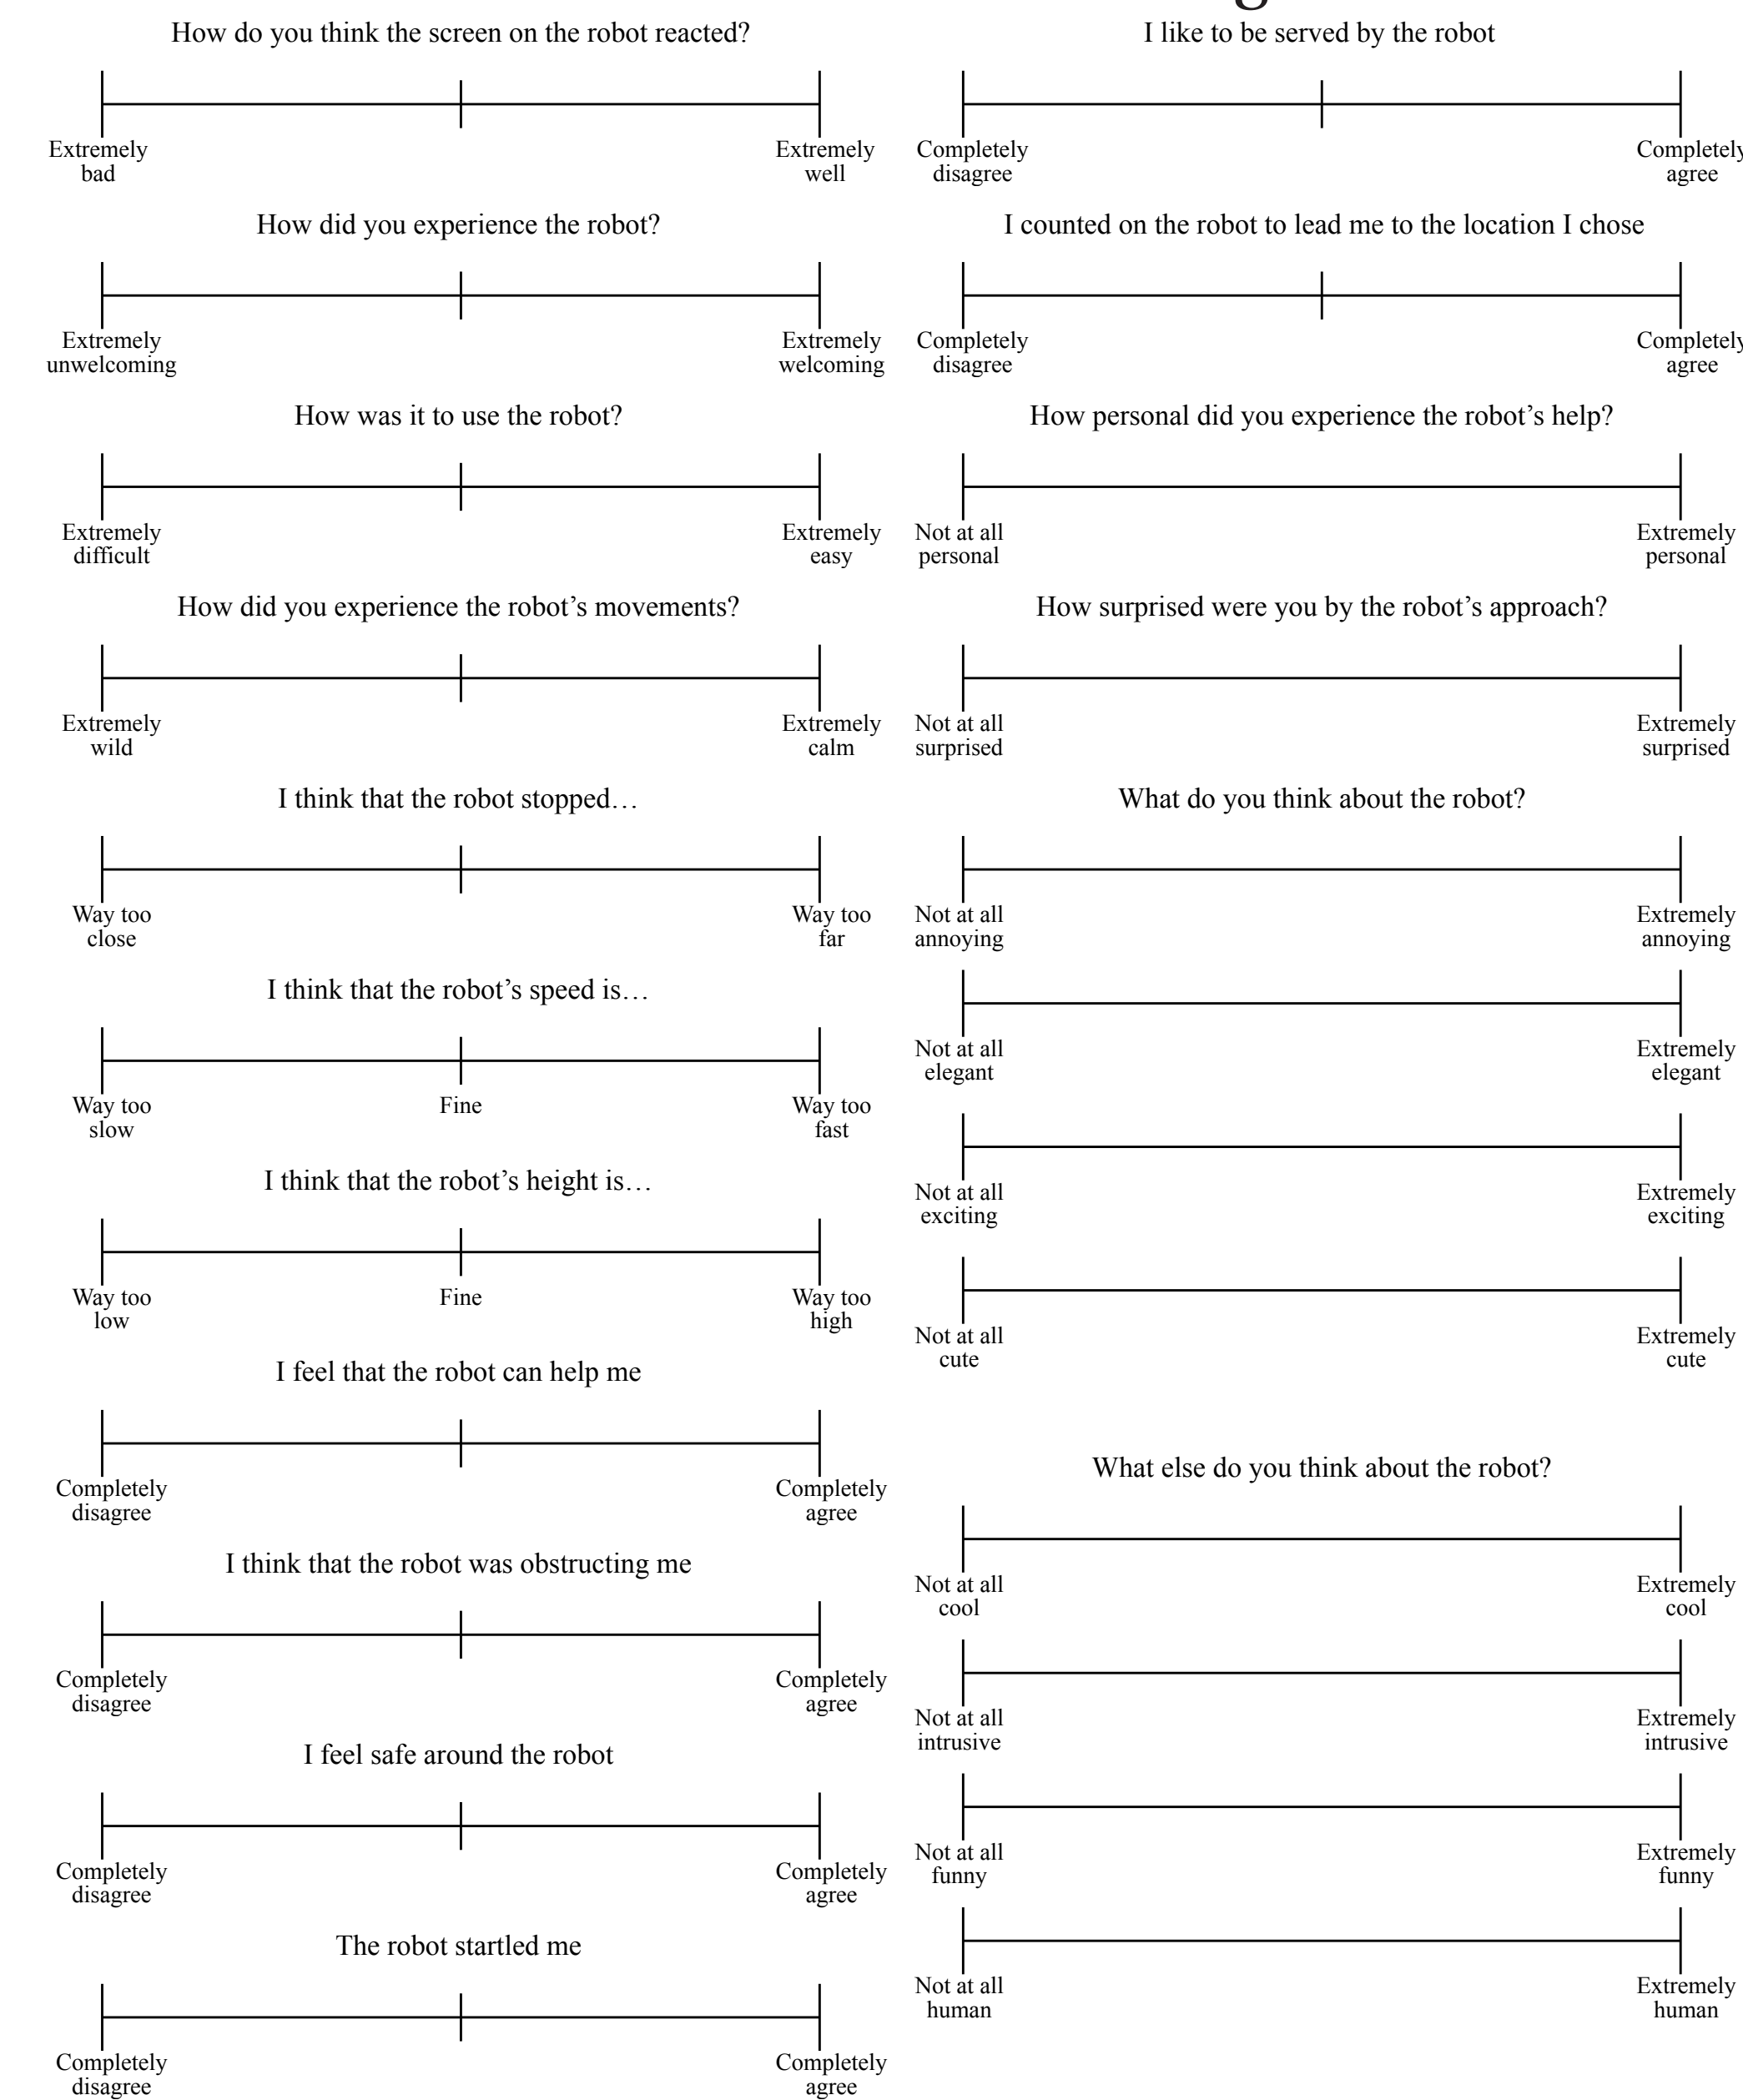 How do you think the screen on the robot reacted?
Extremely
bad
Extremely
well
How did you experience the robot?
Extremely
unwelcoming
Extremely
welcoming
How was it to use the robot?
Extremely
difficult
Extremely
easy
How did you experience the robot’s movements?
Extremely
wild
Extremely
calm
I think that the robot stopped…
Way too
close
Way too
far
I think that the robot’s speed is…
Way too
slow
Fine
Way too
fast
I think that the robot’s height is…
Way too
low
Fine
Way too
high
I feel that the robot can help me
Completely
disagree
Completely
agree
I think that the robot was obstructing me
Completely
disagree
Completely
agree
I feel safe around the robot
Completely
disagree
Completely
agree
The robot startled me
Completely
disagree
Completely
agree
I like to be served by the robot
Completely
disagree
Completely
agree
I counted on the robot to lead me to the location I chose
Completely
disagree
Completely
agree
How personal did you experience the robot’s help?
Not at all
personal
Extremely
personal
How surprised were you by the robot’s approach?
Not at all
surprised
Extremely
surprised
What do you think about the robot?
Not at all
annoying
Extremely
annoying
Not at all
elegant
Extremely
elegant
Not at all
exciting
Extremely
exciting
Not at all
cute
Extremely
cute
What else do you think about the robot?
Not at all
cool
Extremely
cool
Not at all
intrusive
Extremely
intrusive
Not at all
funny
Extremely
funny
Not at all
human
Extremely
human